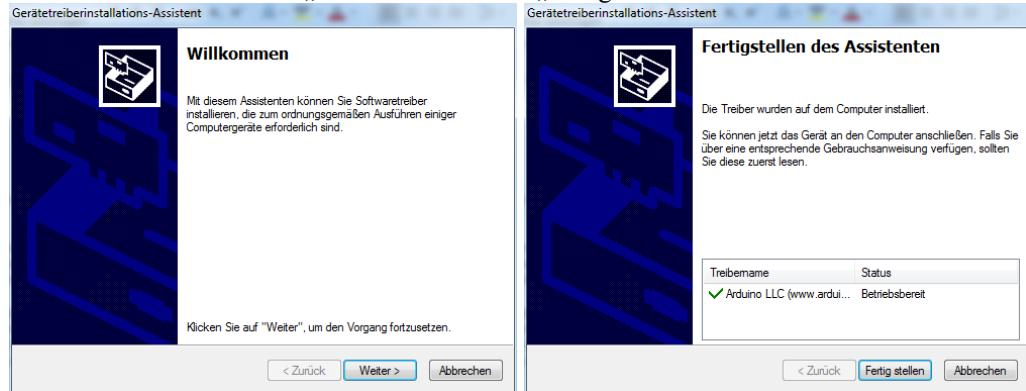 Gerätetreiberinstallations-Assistent
Willkommen
Mit diesem Assistenten können Sie Softwaretreiber
installieren, die zum ordnungsgemäßen Ausführen einiger
Computergeräte erforderlich sind.
Klicken Sie auf "Weiter", um den Vorgang fortzusetzen.
< Zurück Weiter > Abbrechen
Gerätetreiberinstallations-Assistent
Fertigstellen des Assistenten
Die Treiber wurden auf dem Computer installiert.
Sie können jetzt das Gerät an den Computer anschließen. Falls Sie
über eine entsprechende Gebrauchsanweisung verfügen, sollten
Sie diese zuerst lesen.
Treibername Status
Arduino LLC (www.ardui... Betriebsbereit
< Zurück Fertig stellen Abbrechen